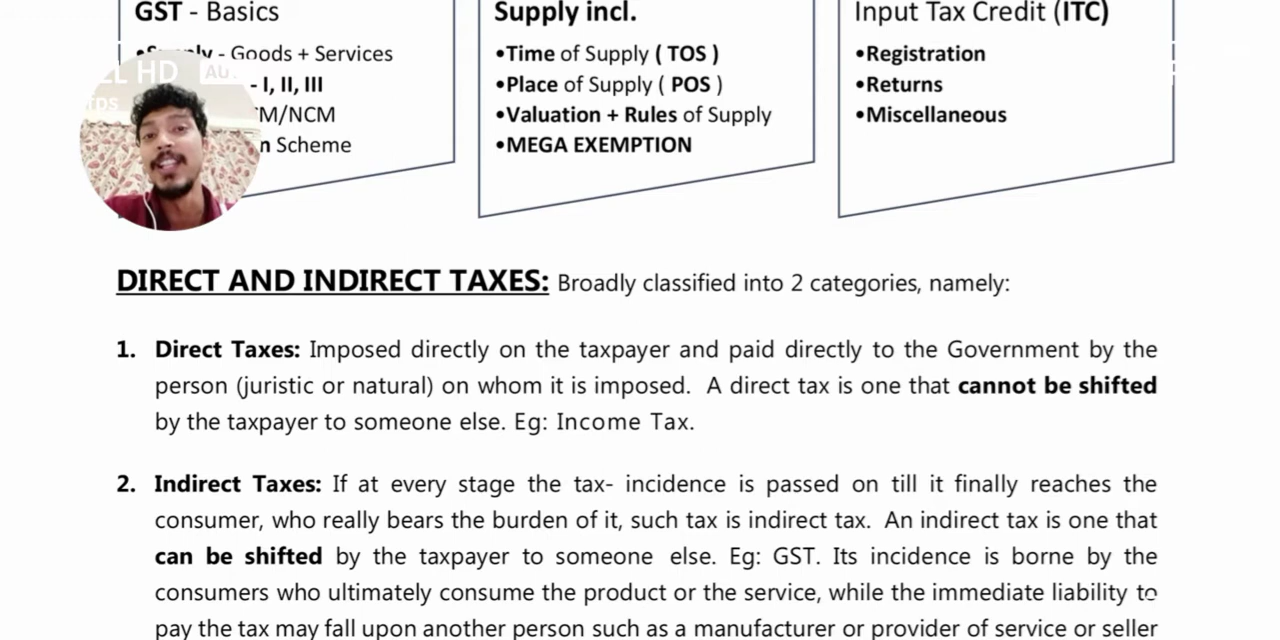 GST - Basics
•Supply - Goods + Services
- I, II, III
M/NCM
n Scheme
Supply incl.
•Time of Supply ( TOS )
•Place of Supply ( POS )
•Valuation + Rules of Supply
•MEGA EXEMPTION
Input Tax Credit (ITC)
•Registration
•Returns
•Miscellaneous
HD
AU
fps
DIRECT AND INDIRECT TAXES: Broadly classified into 2 categories, namely:
1. Direct Taxes: Imposed directly on the taxpayer and paid directly to the Government by the
person (juristic or natural) on whom it is imposed. A direct tax is one that cannot be shifted
by the taxpayer to someone else. Eg: Income Tax.
2. Indirect Taxes: If at every stage the tax- incidence is passed on till it finally reaches the
consumer, who really bears the burden of it, such tax is indirect tax. An indirect tax is one that
can be shifted by the taxpayer to someone else. Eg: GST. Its incidence is borne by the
consumers who ultimately consume the product or the service, while the immediate liability to
pay the tax may fall upon another person such as a manufacturer or provider of service or seller